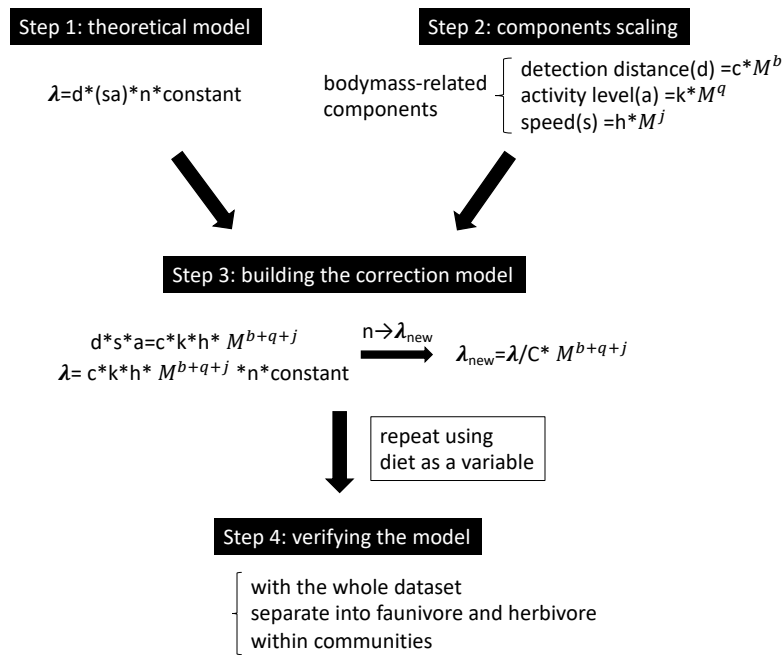 Step 1: theoretical model
λ=d*(sa)*n*constant
Step 2: components scaling
bodymass-related
components
detection distance(d) =c*M^b
activity level(a) =k*M^q
speed(s) =h*M^j
Step 3: building the correction model
d*s*a=c*k*h* M^{b+q+j}
λ= c*k*h* M^{b+q+j} *n*constant
n→λ_new
λ_new=λ/C* M^{b+q+j}
repeat using
diet as a variable
Step 4: verifying the model
with the whole dataset
separate into faunivore and herbivore
within communities